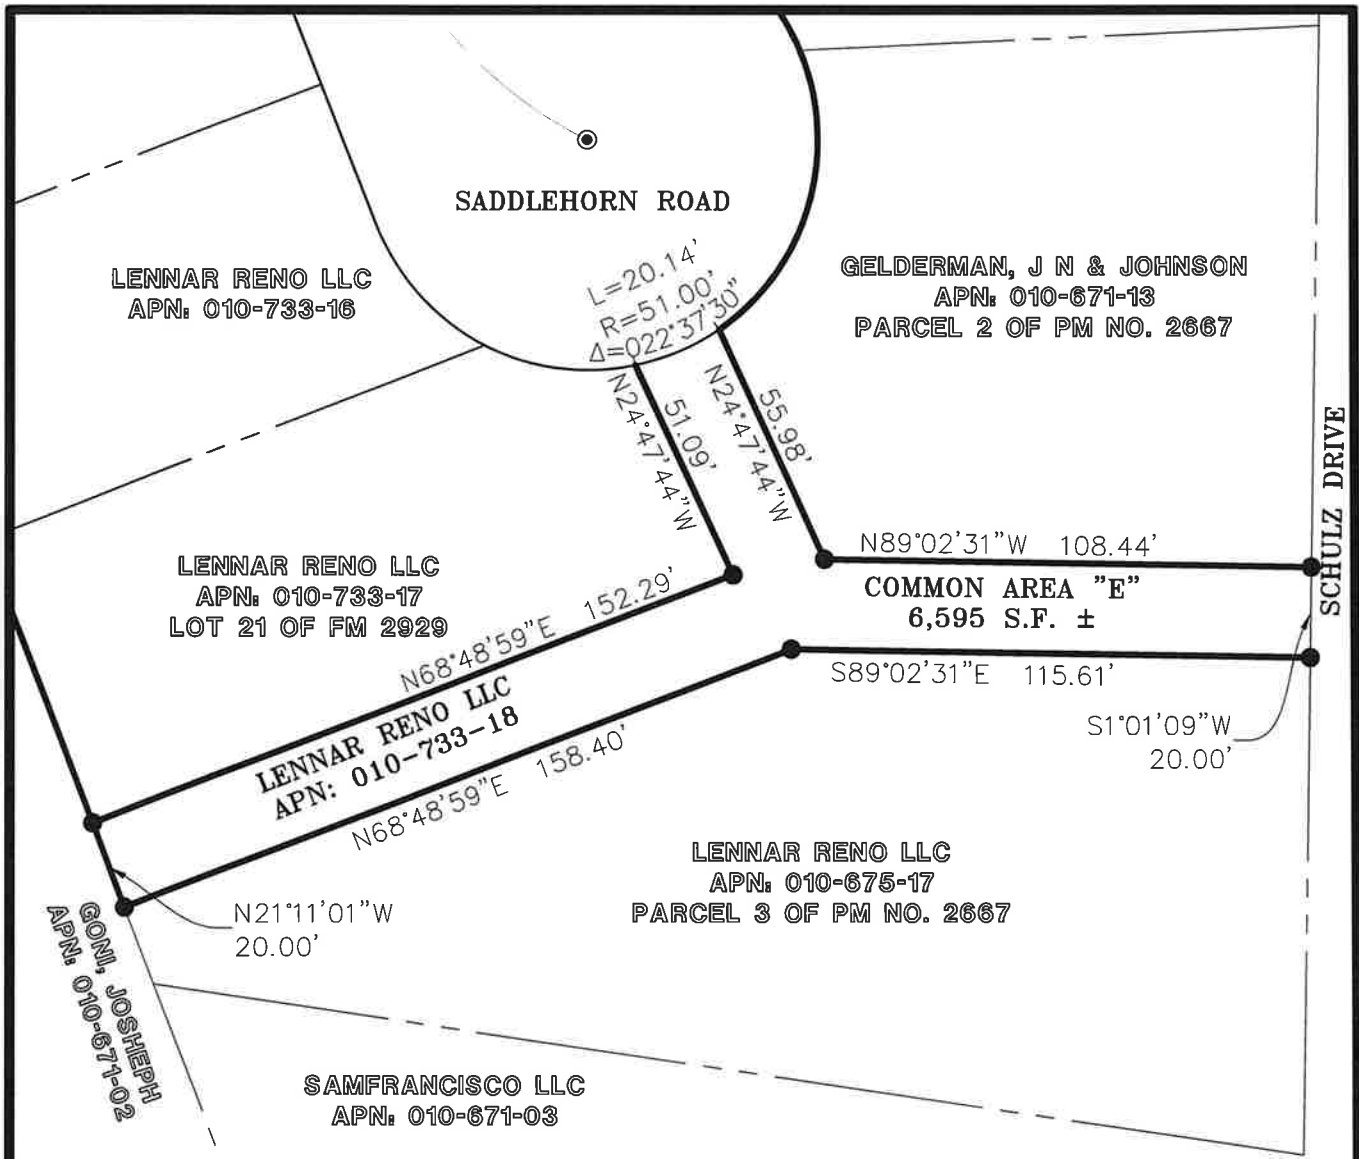 SADDLEHORN ROAD
LENNAR RENO LLC
APN: 010-733-16
L=20.14'
R=51.00'
Δ=022°37'30"
GELDERMAN, J N & JOHNSON
APN: 010-671-13
PARCEL 2 OF PM NO. 2667
N24°47'44"W
51.09'
55.98'
N24°47'44"W
SCHULZ DRIVE
N89°02'31"W 108.44'
COMMON AREA "E"
6,595 S.F. ±
LENNAR RENO LLC
APN: 010-733-17
LOT 21 OF FM 2929
N68°48'59"E 152.29'
S89°02'31"E 115.61'
LENNAR RENO LLC
APN: 010-733-18
N68°48'59"E 158.40'
S1°01'09"W
20.00'
LENNAR RENO LLC
APN: 010-675-17
PARCEL 3 OF PM NO. 2667
N21°11'01"W
20.00'
GONI, JOSHEPH
APN: 010-671-02
SAMFRANCISCO LLC
APN: 010-671-03